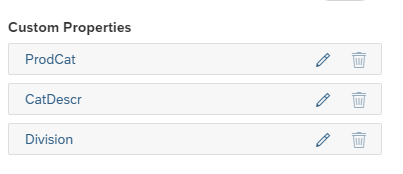 Custom Properties
ProdCat
CatDescr
Division